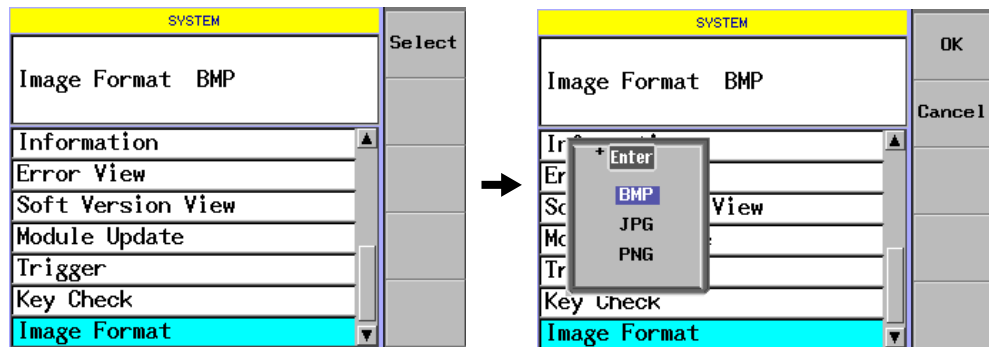 SYSTEM
Select
Image Format BMP
Information
Error View
Soft Version View
Module Update
Trigger
Key Check
Image Format
SYSTEM
OK
Image Format BMP
Cancel
+ Enter
BMP
View
JPG
PNG
Key Check
Image Format